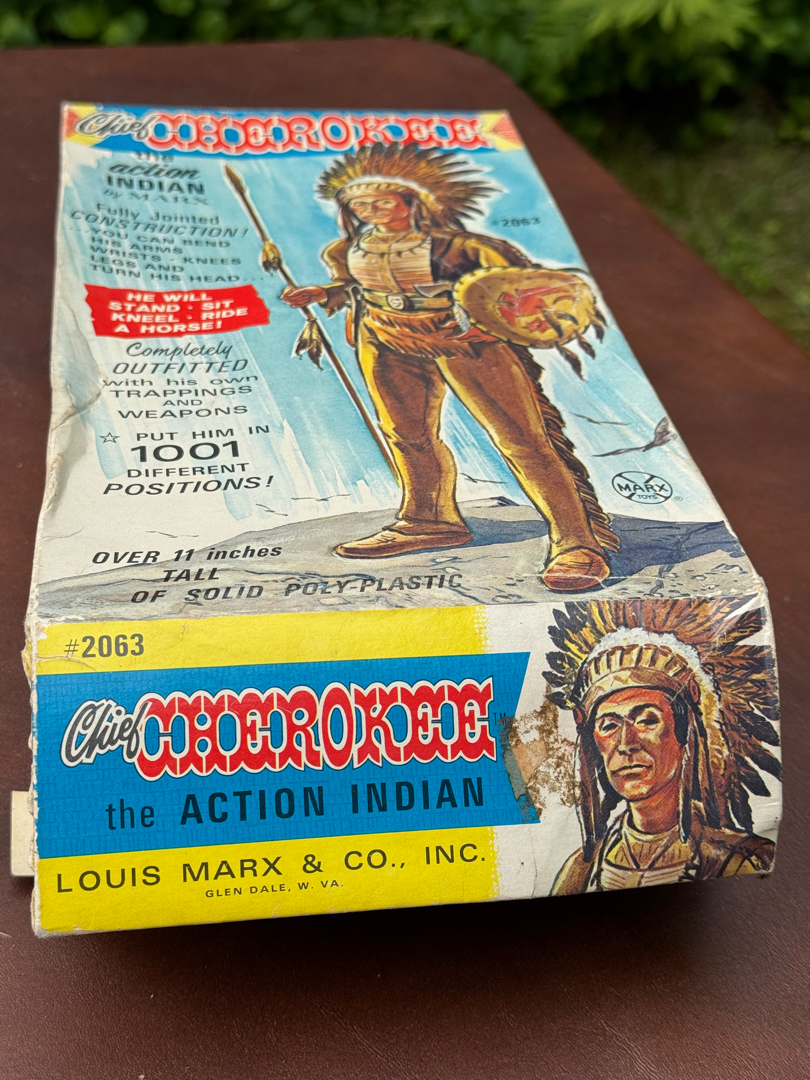 Chief CHEROKEE
the
action
INDIAN
by MARX
Fully Jointed
CONSTRUCTION!
...YOU CAN BEND
HIS ARMS
WRISTS · KNEES
LEGS AND
TURN HIS HEAD...
HE WILL
STAND · SIT
KNEEL · RIDE
A HORSE!
Completely
OUTFITTED
with his own
TRAPPINGS
AND
WEAPONS
☆ PUT HIM IN
1001
DIFFERENT
POSITIONS!
#2063
MARX
TOYS
®
OVER 11 inches
TALL
OF SOLID POLY-PLASTIC
#2063
Chief CHEROKEE™
the ACTION INDIAN
LOUIS MARX & CO., INC.
GLEN DALE, W. VA.